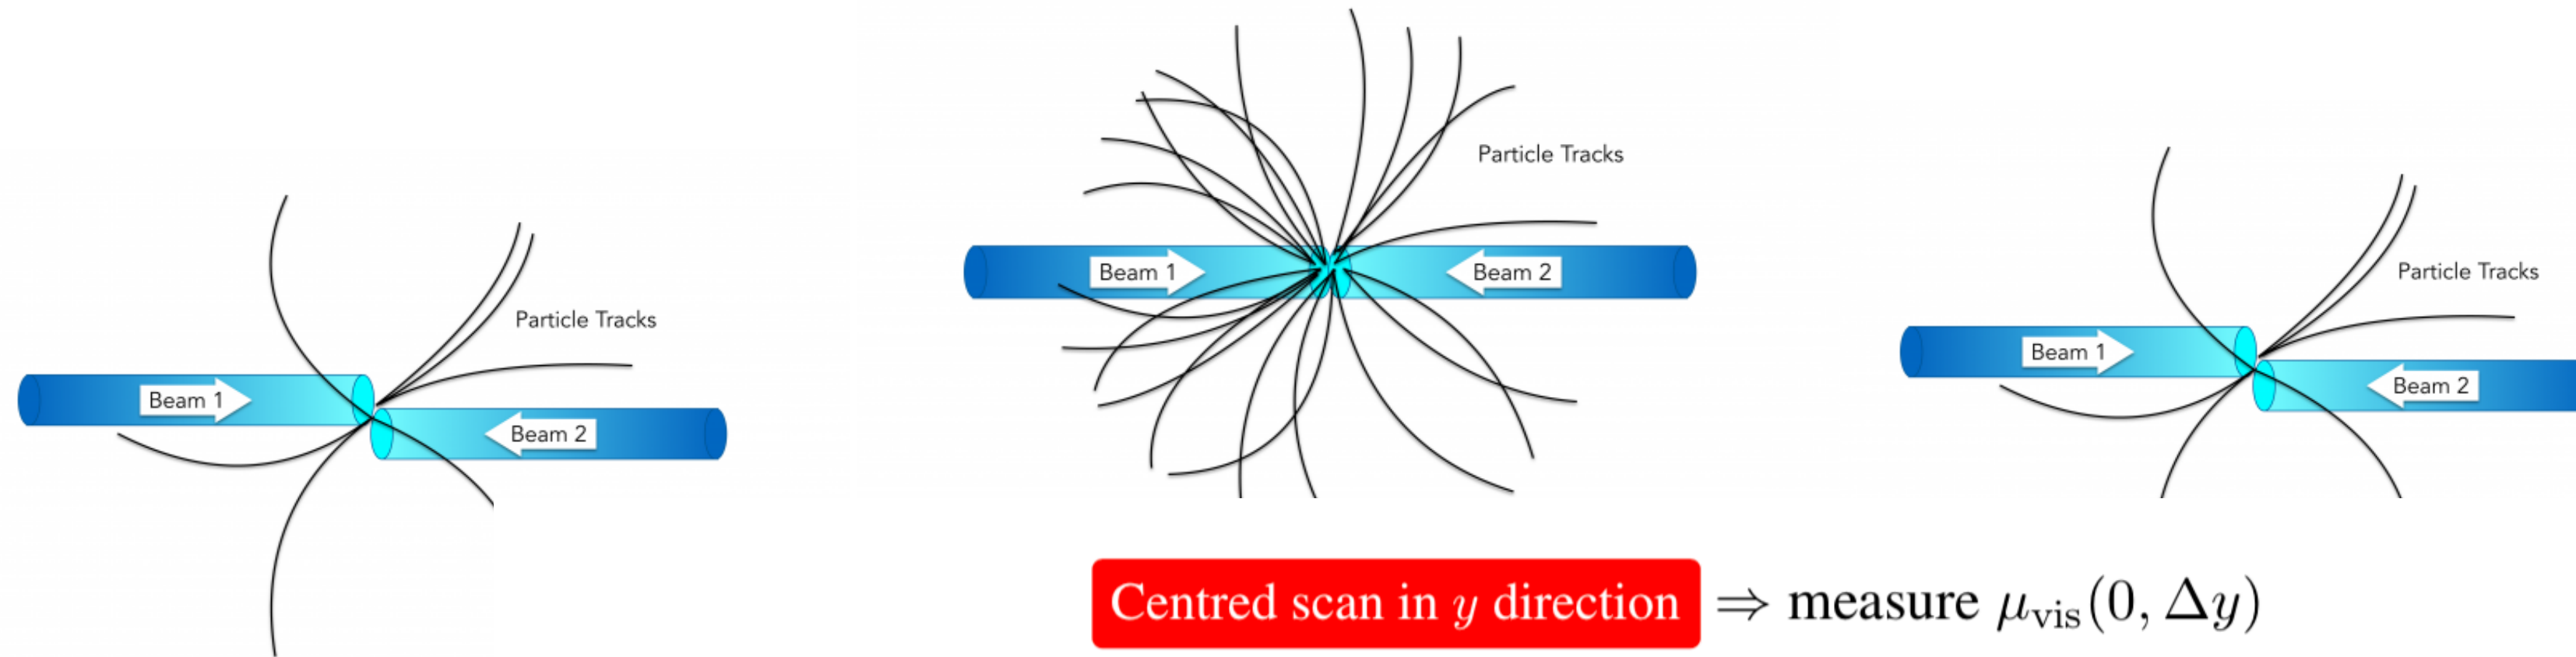 Particle Tracks
Beam 1
Beam 2
Particle Tracks
Beam 1
Beam 2
Particle Tracks
Beam 1
Beam 2
Centred scan in y direction ⇒ measure μ_vis(0, Δy)